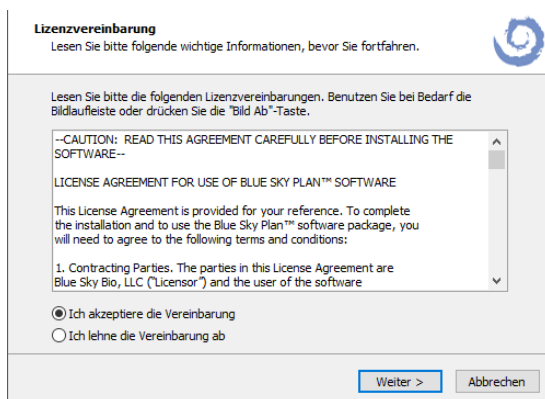 Lizenzvereinbarung
Lesen Sie bitte folgende wichtige Informationen, bevor Sie fortfahren.
Lesen Sie bitte die folgenden Lizenzvereinbarungen. Benutzen Sie bei Bedarf die
Bildlaufleiste oder drücken Sie die "Bild Ab"-Taste.
--CAUTION:  READ THIS AGREEMENT CAREFULLY BEFORE INSTALLING THE
SOFTWARE--
LICENSE AGREEMENT FOR USE OF BLUE SKY PLAN™ SOFTWARE
This License Agreement is provided for your reference. To complete
the installation and to use the Blue Sky Plan™ software package, you
will need to agree to the following terms and conditions:
1. Contracting Parties. The parties in this License Agreement are
Blue Sky Bio, LLC ("Licensor") and the user of the software
Ich akzeptiere die Vereinbarung
Ich lehne die Vereinbarung ab
Weiter >
Abbrechen